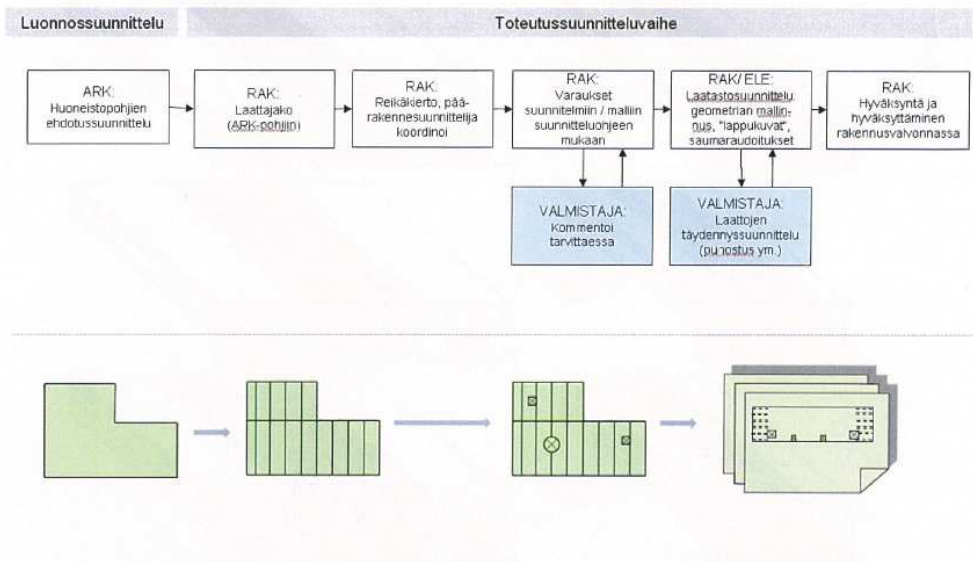 Luonnossuunnittelu
Toteutussuunnitteluvaihe
ARK:
Huoneistopohjien
ehdotussuunnittelu
RAK:
Laattajako
(ARK-pohjiin)
RAK:
Reikäkierto, pää-
rakennesuunnittelija
koordinoi
RAK:
Varaukset
suunnitelmiin / malliin
suunnitteluohjeen
mukaan
RAK/ ELE:
Laatastosuunnittelu:
geometrian mallin-
nus, "lappukuvat",
saumaraudoitukset
RAK:
Hyväksyntä ja
hyväksyttäminen
rakennusvalvonnassa
VALMISTAJA:
Kommentoi
tarvittaessa
VALMISTAJA:
Laattojen
täydennyssuunnittelu
(punostus ym.)